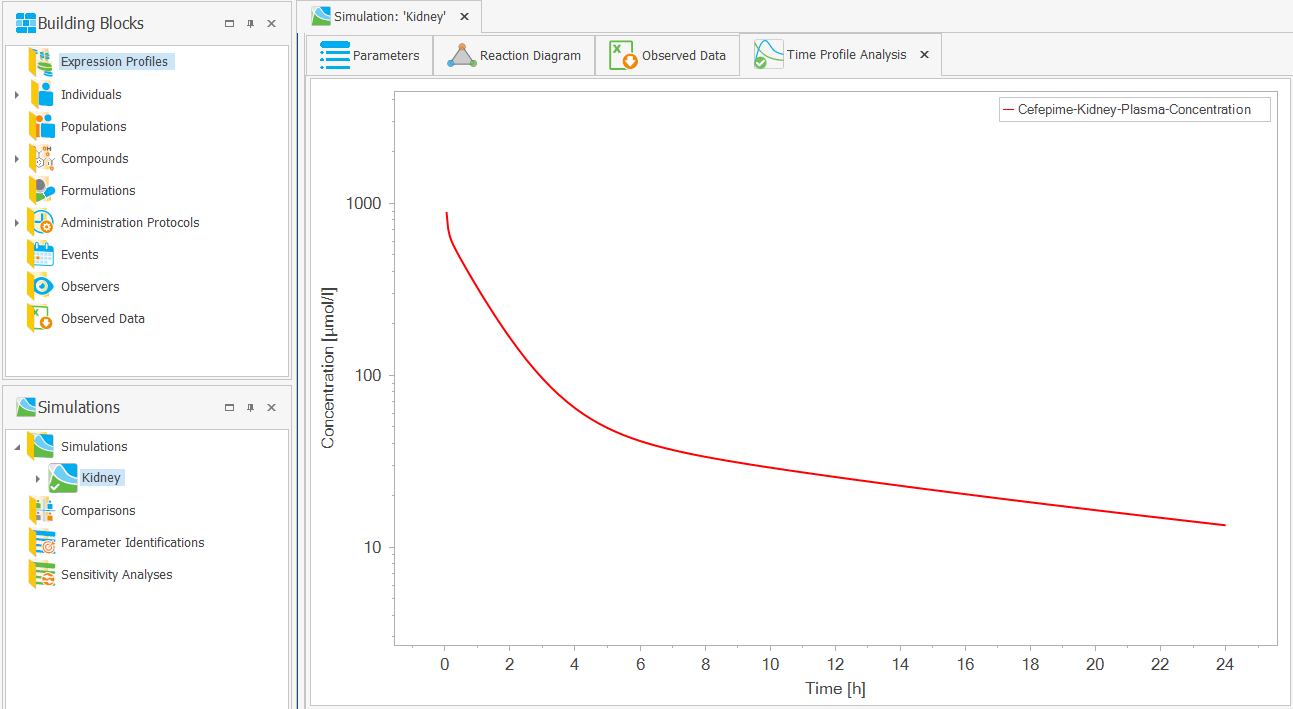 Building Blocks
Expression Profiles
Individuals
Populations
Compounds
Formulations
Administration Protocols
Events
Observers
Observed Data
Simulations
Simulations
Kidney
Comparisons
Parameter Identifications
Sensitivity Analyses
Simulation: 'Kidney'
Parameters
Reaction Diagram
Observed Data
Time Profile Analysis
Cefepime-Kidney-Plasma-Concentration
Concentration [µmol/l]
1000
100
10
0 2 4 6 8 10 12 14 16 18 20 22 24
Time [h]